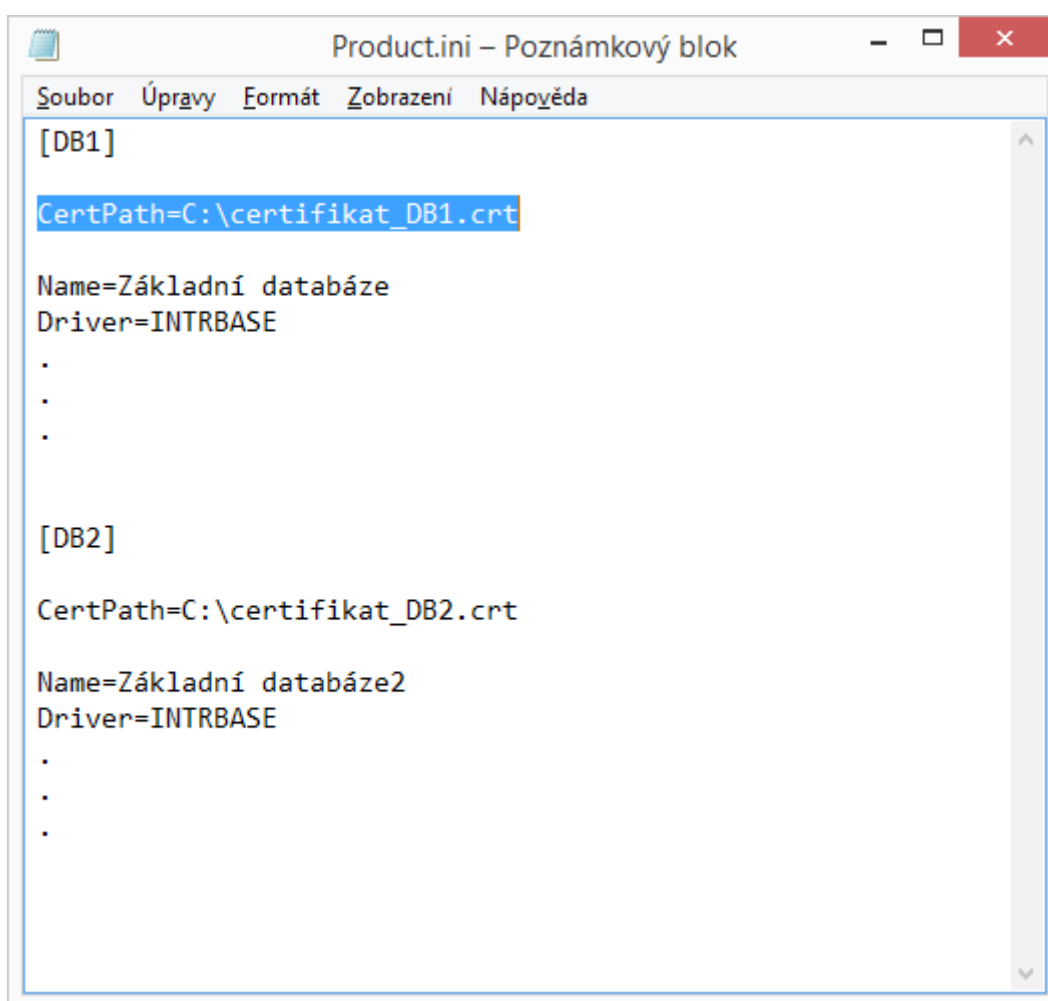 Product.ini – Poznámkový blok
Soubor Úpravy Formát Zobrazení Nápověda
[DB1]
CertPath=C:\certifikat_DB1.crt
Name=Základní databáze
Driver=INTRBASE
.
.
.
[DB2]
CertPath=C:\certifikat_DB2.crt
Name=Základní databáze2
Driver=INTRBASE
.
.
.